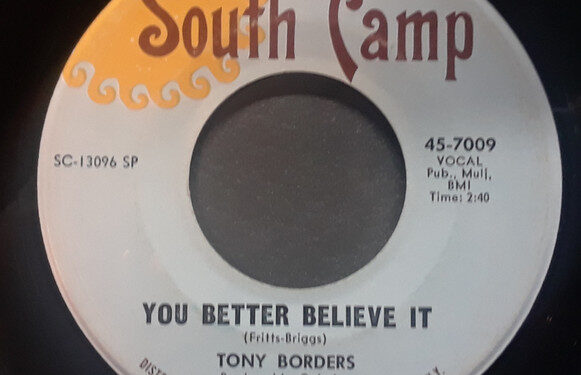 South Camp
SC-13096 SP
45-7009
VOCAL
Pub., Muli,
BMI
Time: 2:40
YOU BETTER BELIEVE IT
(Fritts-Briggs)
TONY BORDERS